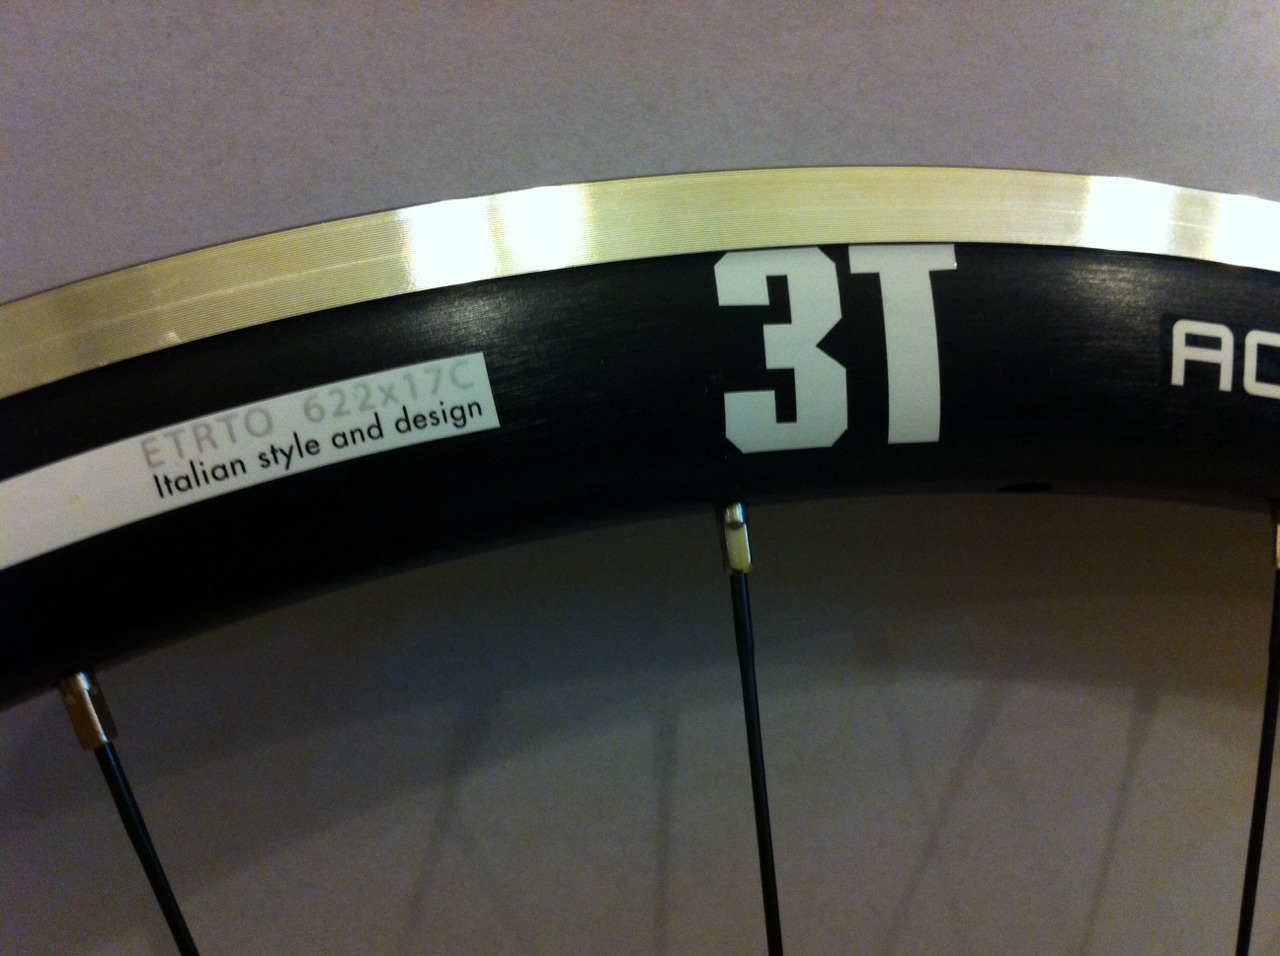 ETRTO 622x17C
Italian style and design
3T
AC